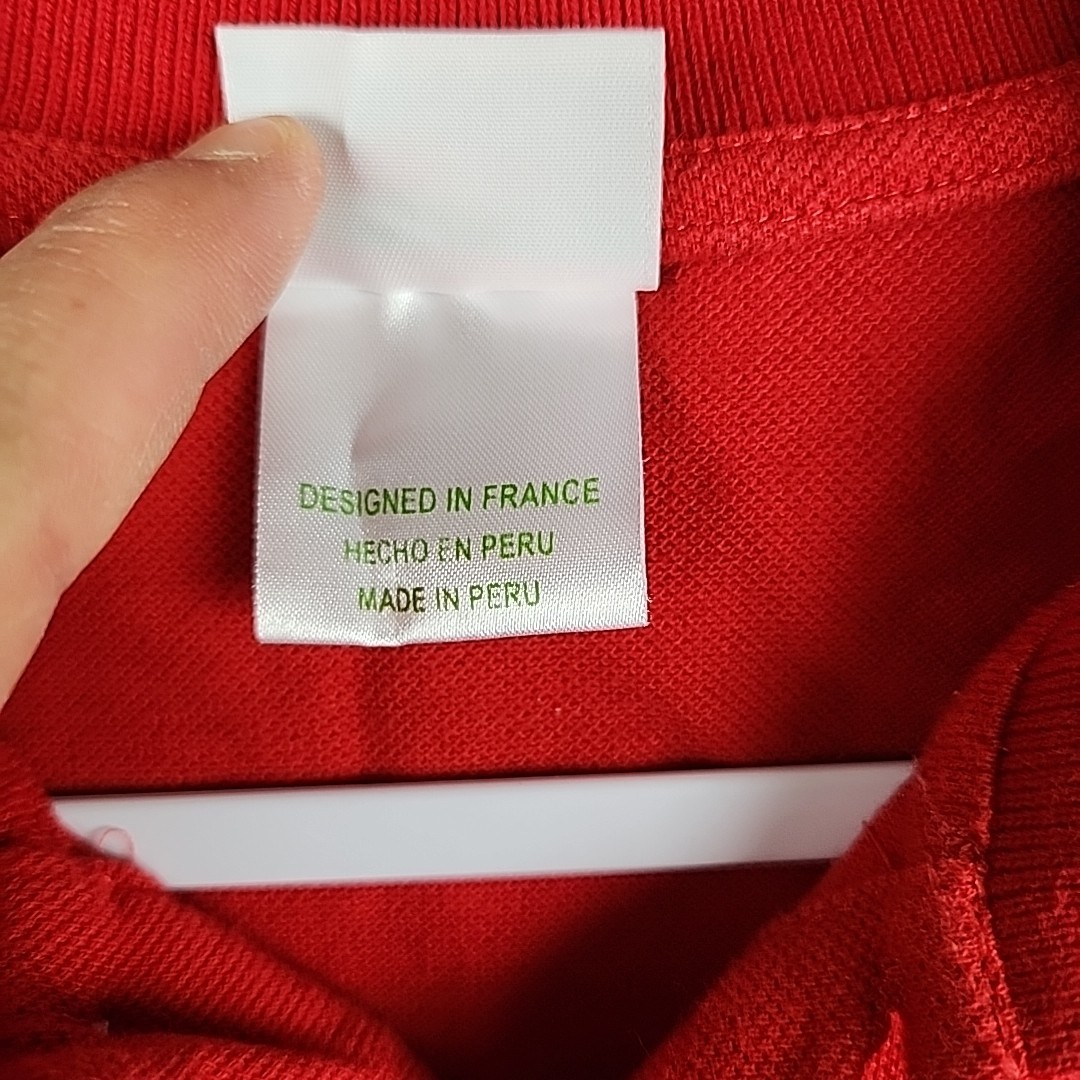 DESIGNED IN FRANCE
HECHO EN PERU
MADE IN PERU